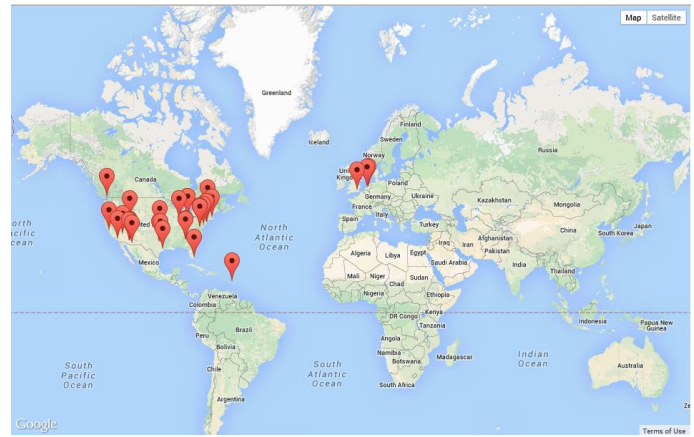 Map
Satellite
Greenland
Iceland
Finland
Sweden
Norway
Russia
Canada
Poland
Germany
Ukraine
France
Kazakhstan
Mongolia
Spain
Italy
Turkey
North
Atlantic
Ocean
Iraq
Iran
Afghanistan
Pakistan
China
South Korea
Japan
Mexico
Algeria
Libya
Egypt
Saudi Arabia
India
Thailand
Mali
Niger
Chad
Sudan
Nigeria
Ethiopia
Venezuela
Colombia
DR Congo
Kenya
Tanzania
Indonesia
Papua New
Guinea
Peru
Brazil
Bolivia
Angola
Namibia
Botswana
Madagascar
South
Pacific
Ocean
Chile
South
Atlantic
Ocean
Indian
Ocean
Australia
South Africa
Argentina
Google
Terms of Use